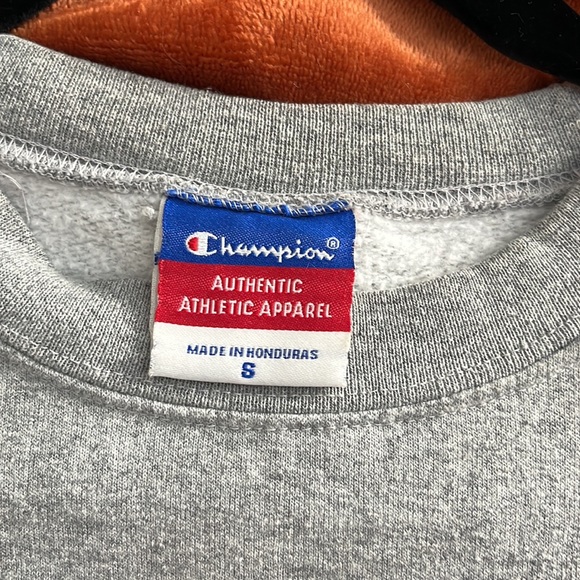 Champion®
AUTHENTIC
ATHLETIC APPAREL
MADE IN HONDURAS
S